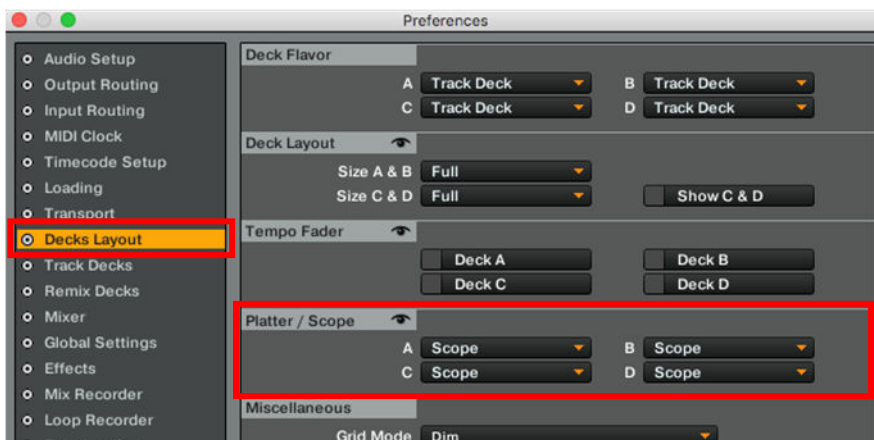 Preferences
Audio Setup
Output Routing
Input Routing
MIDI Clock
Timecode Setup
Loading
Transport
Decks Layout
Track Decks
Remix Decks
Mixer
Global Settings
Effects
Mix Recorder
Loop Recorder
Deck Flavor
A Track Deck B Track Deck
C Track Deck D Track Deck
Deck Layout
Size A & B Full
Size C & D Full Show C & D
Tempo Fader
Deck A Deck B
Deck C Deck D
Platter / Scope
A Scope B Scope
C Scope D Scope
Miscellaneous
Grid Mode Dim